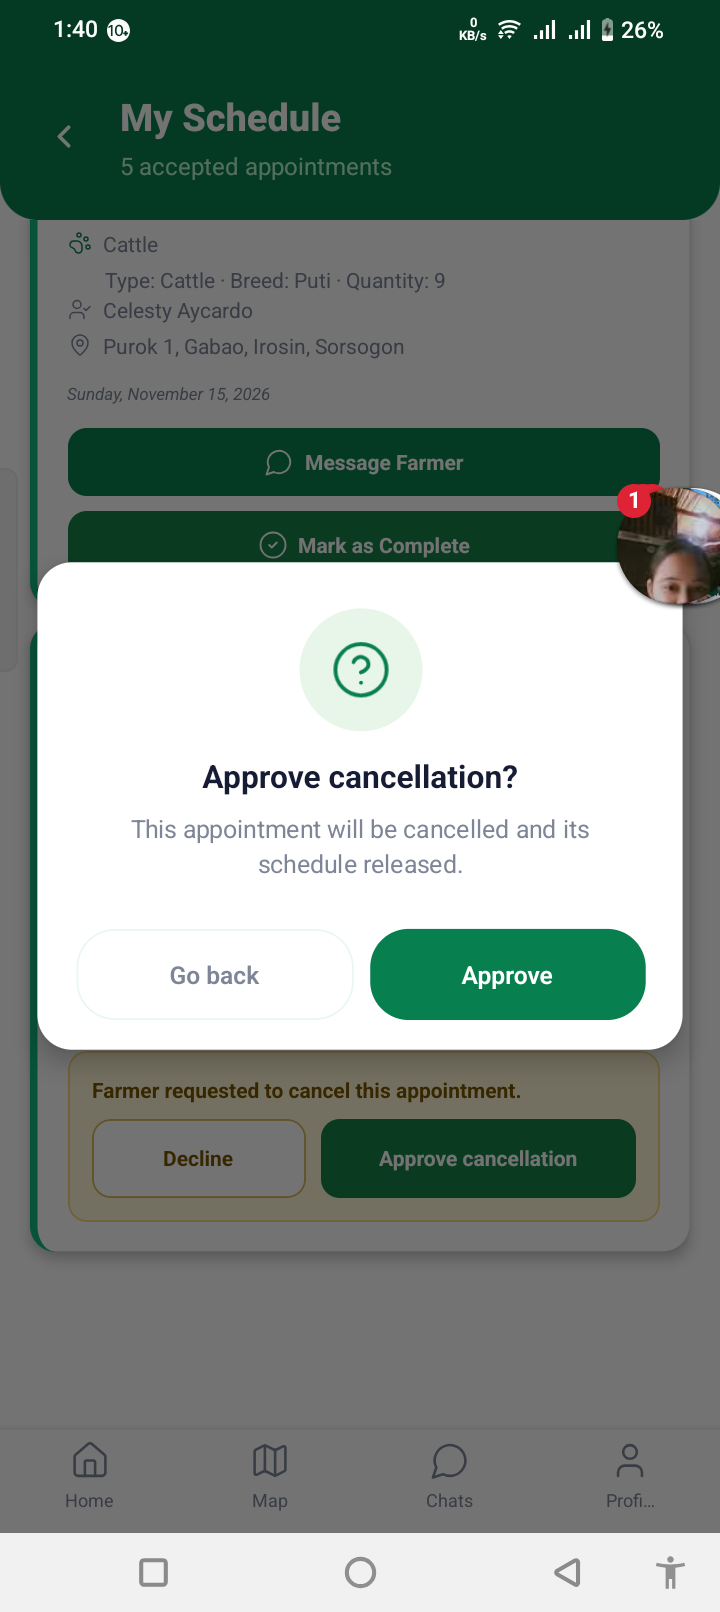 1:40
10
0
KB/s
26%
My Schedule
5 accepted appointments
Cattle
Type: Cattle · Breed: Puti · Quantity: 9
Celesty Aycardo
Purok 1, Gabao, Irosin, Sorsogon
Sunday, November 15, 2026
Message Farmer
1
Mark as Complete
Approve cancellation?
This appointment will be cancelled and its
schedule released.
Go back
Approve
Farmer requested to cancel this appointment.
Decline
Approve cancellation
Home
Map
Chats
Profi...